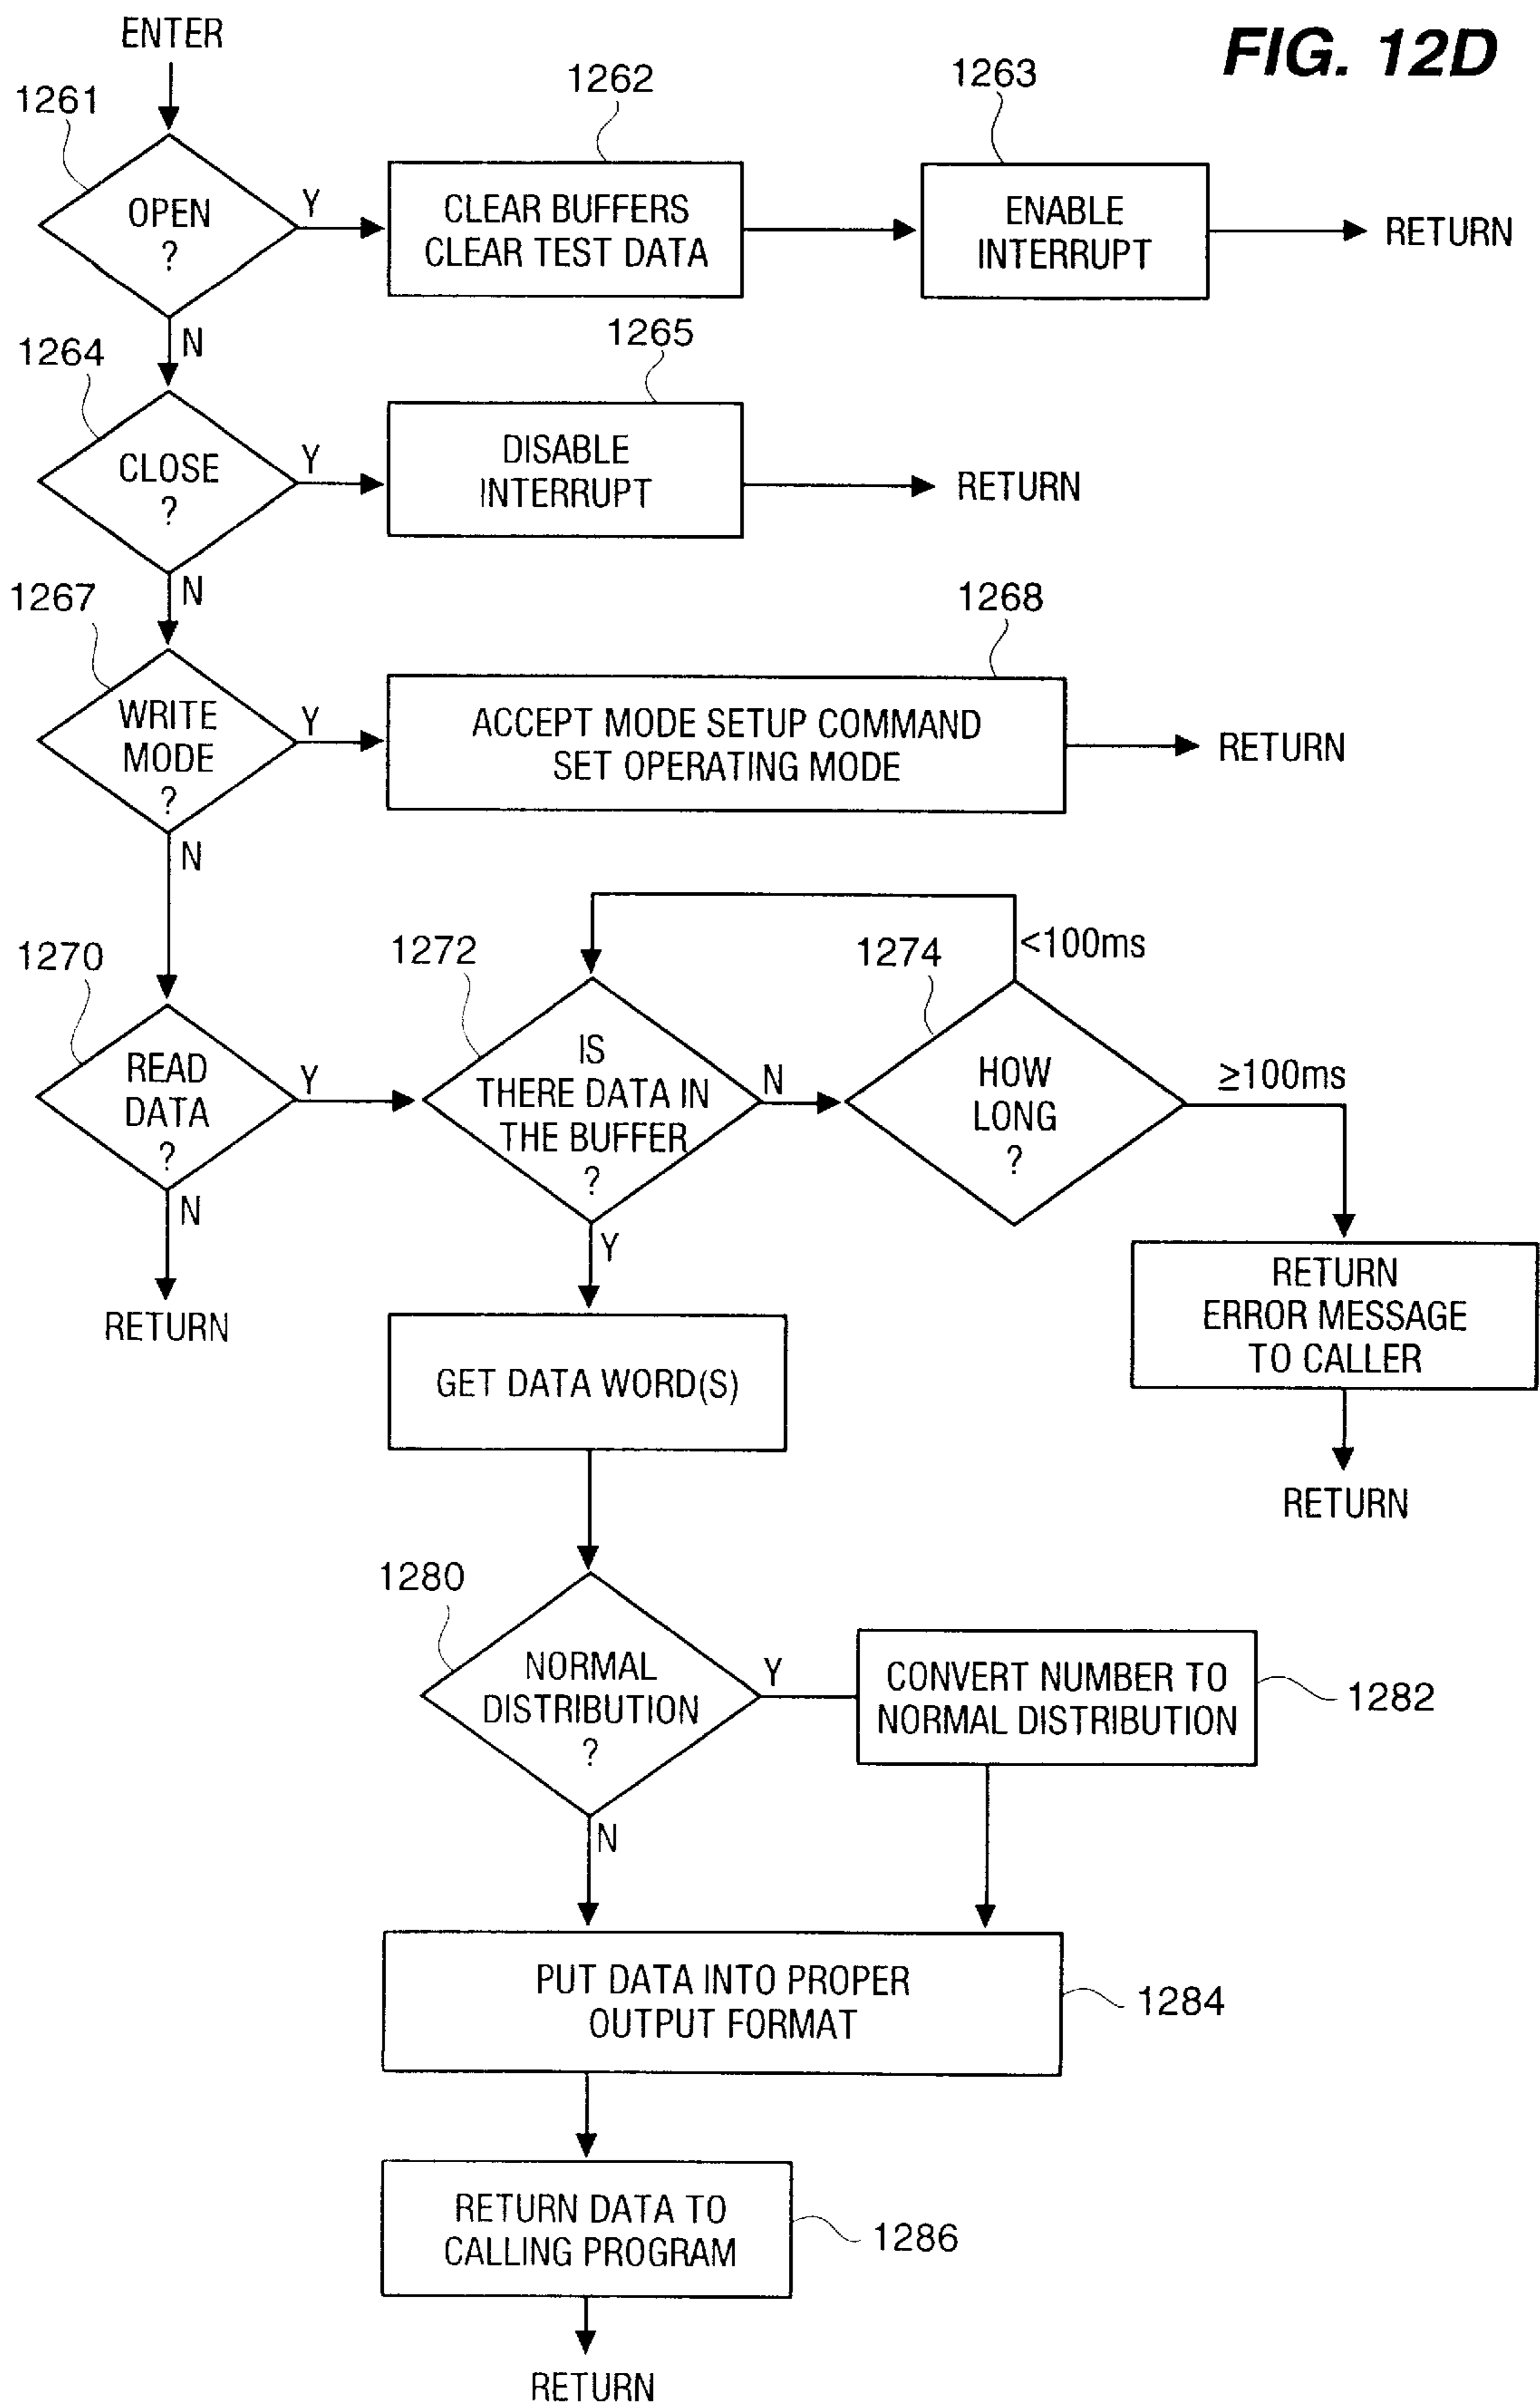 ENTER
FIG. 12D
1261
1262
1263
OPEN
?
Y
CLEAR BUFFERS
CLEAR TEST DATA
ENABLE
INTERRUPT
RETURN
N
1264
1265
CLOSE
?
Y
DISABLE
INTERRUPT
RETURN
N
1267
1268
WRITE
MODE
?
Y
ACCEPT MODE SETUP COMMAND
SET OPERATING MODE
RETURN
N
1270
1272
1274
<100ms
READ
DATA
?
Y
IS
THERE DATA IN
THE BUFFER
?
N
HOW
LONG
?
≥100ms
N
RETURN
Y
RETURN
ERROR MESSAGE
TO CALLER
RETURN
GET DATA WORD(S)
1280
NORMAL
DISTRIBUTION
?
Y
CONVERT NUMBER TO
NORMAL DISTRIBUTION
1282
N
PUT DATA INTO PROPER
OUTPUT FORMAT
1284
RETURN DATA TO
CALLING PROGRAM
1286
RETURN